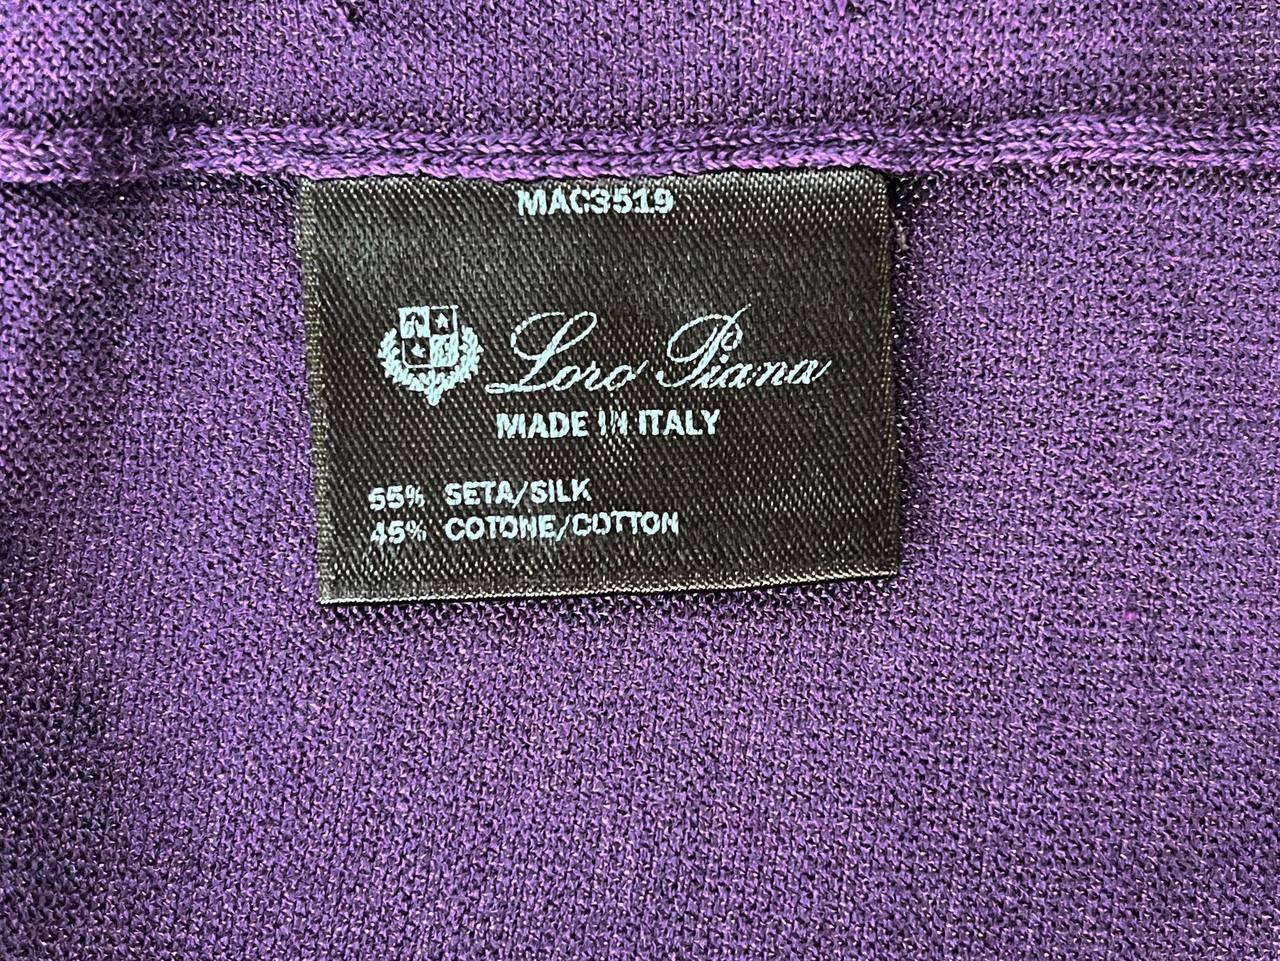 MAC3519
Loro Piana
MADE IN ITALY
55% SETA/SILK
45% COTONE/COTTON